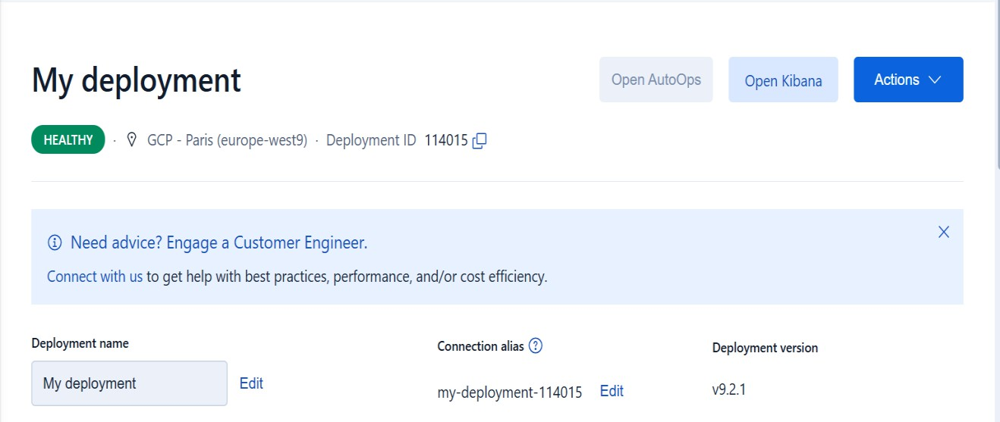 My deployment
Open AutoOps
Open Kibana
Actions
HEALTHY · GCP - Paris (europe-west9) · Deployment ID 114015
Need advice? Engage a Customer Engineer.
Connect with us to get help with best practices, performance, and/or cost efficiency.
Deployment name
My deployment Edit
Connection alias
my-deployment-114015 Edit
Deployment version
v9.2.1